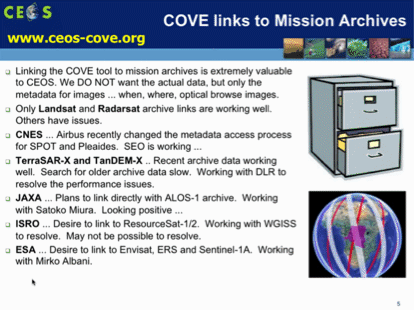 CEOS
COVE links to Mission Archives
www.ceos-cove.org
Linking the COVE tool to mission archives is extremely valuable
to CEOS. We DO NOT want the actual data, but only the
metadata for images ... when, where, optical browse images.
Only Landsat and Radarsat archive links are working well.
Others have issues.
CNES ... Airbus recently changed the metadata access process
for SPOT and Pleaides. SEO is working ...
TerraSAR-X and TanDEM-X .. Recent archive data working
well. Search for older archive data slow. Working with DLR to
resolve the performance issues.
JAXA ... Plans to link directly with ALOS-1 archive. Working
with Satoko Miura. Looking positive ...
ISRO ... Desire to link to ResourceSat-1/2. Working with WGISS
to resolve. May not be possible to resolve.
ESA ... Desire to link to Envisat, ERS and Sentinel-1A. Working
with Mirko Albani.
5